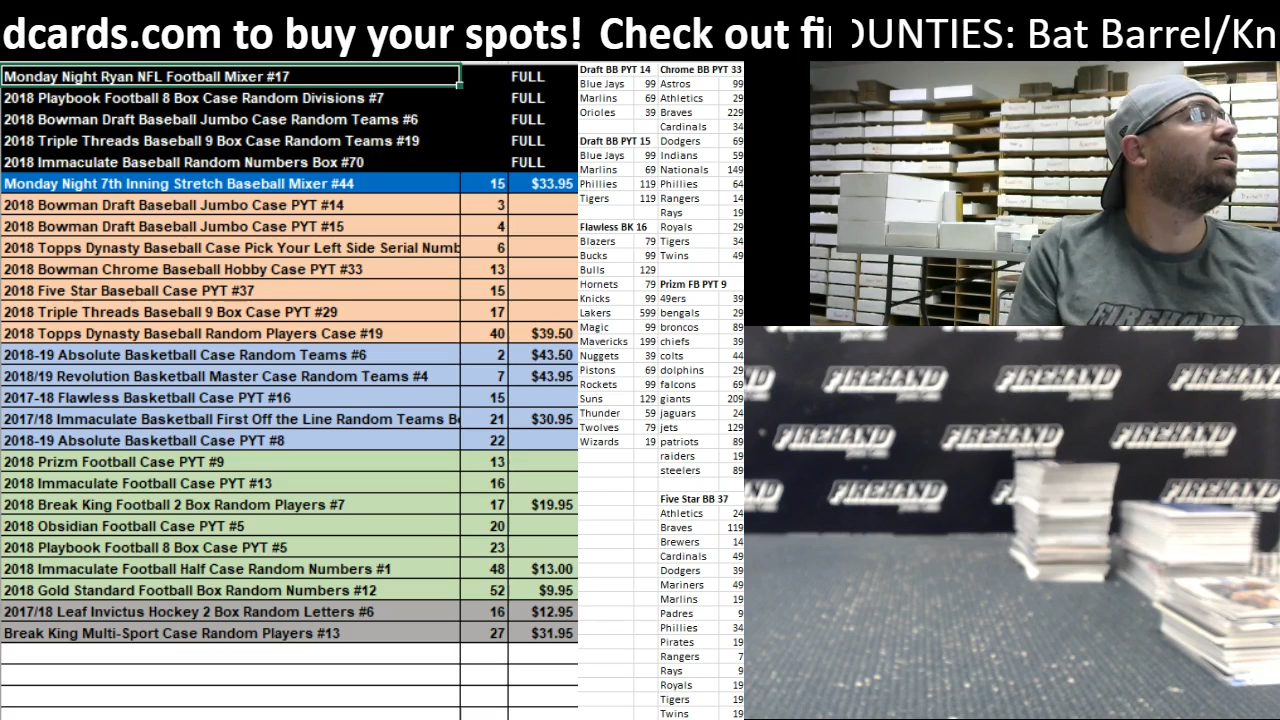 dcards.com to buy your spots! Check out fi
OUNTIES: Bat Barrel/Kn
Monday Night Ryan NFL Football Mixer #17 FULL
2018 Playbook Football 8 Box Case Random Divisions #7 FULL
2018 Bowman Draft Baseball Jumbo Case Random Teams #6 FULL
2018 Triple Threads Baseball 9 Box Case Random Teams #19 FULL
2018 Immaculate Baseball Random Numbers Box #70 FULL
Monday Night 7th Inning Stretch Baseball Mixer #44 15 $33.95
2018 Bowman Draft Baseball Jumbo Case PYT #14 3
2018 Bowman Draft Baseball Jumbo Case PYT #15 4
2018 Topps Dynasty Baseball Case Pick Your Left Side Serial Numb 6
2018 Bowman Chrome Baseball Hobby Case PYT #33 13
2018 Five Star Baseball Case PYT #37 15
2018 Triple Threads Baseball 9 Box Case PYT #29 17
2018 Topps Dynasty Baseball Random Players Case #19 40 $39.50
2018-19 Absolute Basketball Case Random Teams #6 2 $43.50
2018/19 Revolution Basketball Master Case Random Teams #4 7 $43.95
2017-18 Flawless Basketball Case PYT #16 15
2017/18 Immaculate Basketball First Off the Line Random Teams Bo 21 $30.95
2018-19 Absolute Basketball Case PYT #8 22
2018 Prizm Football Case PYT #9 13
2018 Immaculate Football Case PYT #13 16
2018 Break King Football 2 Box Random Players #7 17 $19.95
2018 Obsidian Football Case PYT #5 20
2018 Playbook Football 8 Box Case PYT #5 23
2018 Immaculate Football Half Case Random Numbers #1 48 $13.00
2018 Gold Standard Football Box Random Numbers #12 52 $9.95
2017/18 Leaf Invictus Hockey 2 Box Random Letters #6 16 $12.95
Break King Multi-Sport Case Random Players #13 27 $31.95
Draft BB PYT 14
Blue Jays 99
Marlins 69
Orioles 39
Draft BB PYT 15
Blue Jays 99
Marlins 69
Phillies 119
Tigers 119
Flawless BK 16
Blazers 79
Bucks 99
Bulls 129
Hornets 79
Knicks 99
Lakers 599
Magic 99
Mavericks 199
Nuggets 39
Pistons 69
Rockets 99
Suns 129
Thunder 59
Twolves 79
Wizards 19
Chrome BB PYT 33
Astros 99
Athletics 29
Braves 229
Cardinals 34
Dodgers 69
Indians 59
Nationals 149
Phillies 64
Rangers 14
Rays 19
Royals 29
Tigers 34
Twins 49
Prizm FB PYT 9
49ers 39
bengals 29
broncos 89
chiefs 39
colts 44
dolphins 29
falcons 69
giants 209
jaguars 24
jets 129
patriots 89
raiders 19
steelers 89
Five Star BB 37
Athletics 24
Braves 119
Brewers 14
Cardinals 49
Dodgers 39
Mariners 49
Marlins 19
Padres 9
Phillies 34
Pirates 19
Rangers 7
Rays 9
Royals 19
Tigers 19
Twins 19
FIREHAND
FIREHAND
FIREHAND
FIREHAND
FIREHAND
FIREHAND
FIREHAND